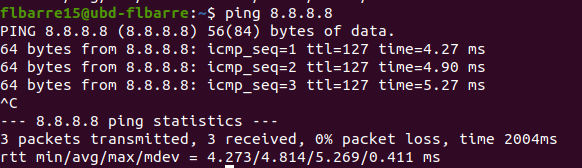 flbarre15@ubd-flbarre:~$ ping 8.8.8.8
PING 8.8.8.8 (8.8.8.8) 56(84) bytes of data.
64 bytes from 8.8.8.8: icmp_seq=1 ttl=127 time=4.27 ms
64 bytes from 8.8.8.8: icmp_seq=2 ttl=127 time=4.90 ms
64 bytes from 8.8.8.8: icmp_seq=3 ttl=127 time=5.27 ms
^C
--- 8.8.8.8 ping statistics ---
3 packets transmitted, 3 received, 0% packet loss, time 2004ms
rtt min/avg/max/mdev = 4.273/4.814/5.269/0.411 ms